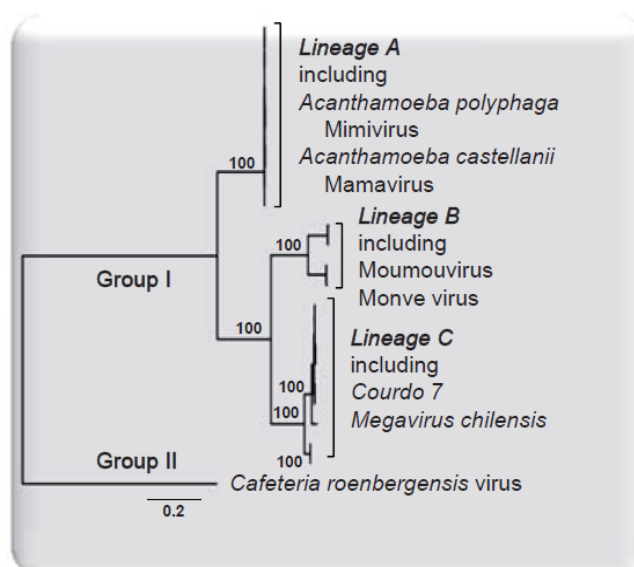 Lineage A
including
Acanthamoeba polyphaga
Mimivirus
Acanthamoeba castellanii
Mamavirus
100
Lineage B
including
Moumouvirus
Monve virus
100
Group I
100
Lineage C
including
Courdo 7
Megavirus chilensis
100
100
100
Group II
Cafeteria roenbergensis virus
0.2